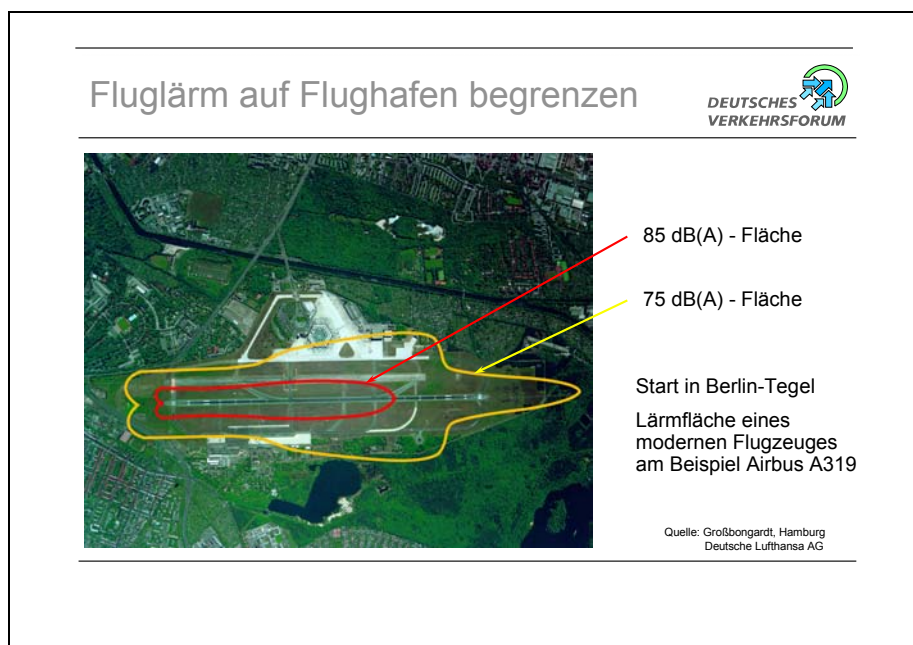 Fluglärm auf Flughafen begrenzen
DEUTSCHES
VERKEHRSFORUM
85 dB(A) - Fläche
75 dB(A) - Fläche
Start in Berlin-Tegel
Lärmfläche eines
modernen Flugzeuges
am Beispiel Airbus A319
Quelle: Großbongardt, Hamburg
Deutsche Lufthansa AG